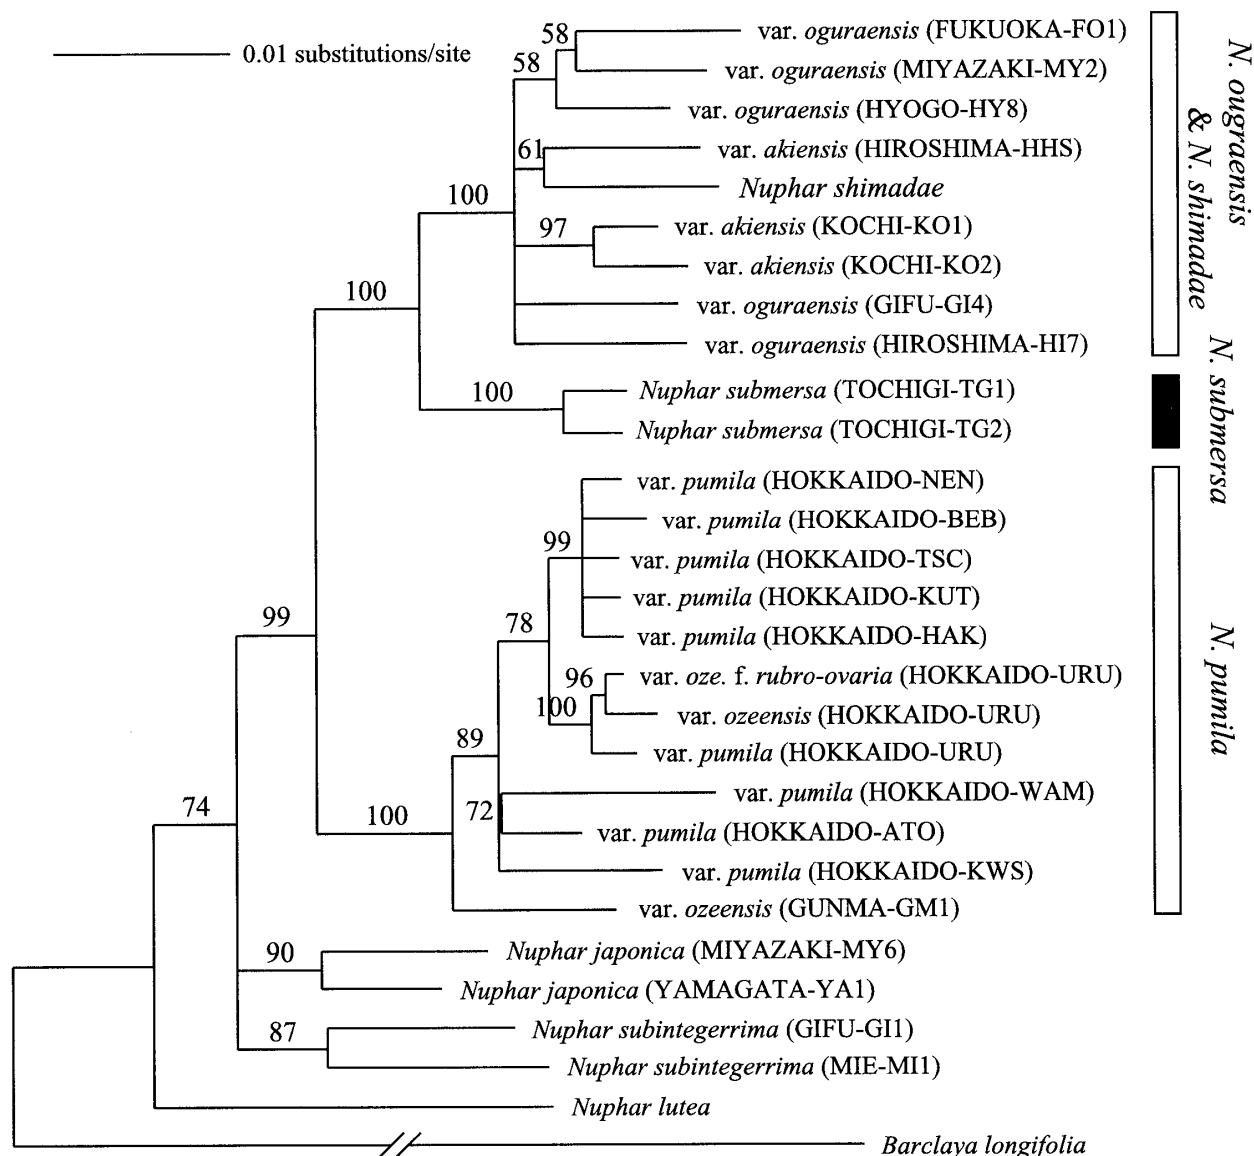 58
var. oguraensis (FUKUOKA-FO1)
0.01 substitutions/site
58
var. oguraensis (MIYAZAKI-MY2)
var. oguraensis (HYOGO-HY8)
61
var. akiensis (HIROSHIMA-HHS)
100
Nuphar shimadae
97
var. akiensis (KOCHI-KO1)
var. akiensis (KOCHI-KO2)
100
var. oguraensis (GIFU-GI4)
var. oguraensis (HIROSHIMA-HI7)
N. ougraensis
& N. shimadae
100
Nuphar submersa (TOCHIGI-TG1)
Nuphar submersa (TOCHIGI-TG2)
N. submersa
var. pumila (HOKKAIDO-NEN)
var. pumila (HOKKAIDO-BEB)
99
var. pumila (HOKKAIDO-TSC)
var. pumila (HOKKAIDO-KUT)
99
78
var. pumila (HOKKAIDO-HAK)
96
var. oze. f. rubro-ovaria (HOKKAIDO-URU)
100
var. ozeensis (HOKKAIDO-URU)
89
var. pumila (HOKKAIDO-URU)
var. pumila (HOKKAIDO-WAM)
74
100
72
var. pumila (HOKKAIDO-ATO)
var. pumila (HOKKAIDO-KWS)
var. ozeensis (GUNMA-GM1)
N. pumila
90
Nuphar japonica (MIYAZAKI-MY6)
Nuphar japonica (YAMAGATA-YA1)
87
Nuphar subintegerrima (GIFU-GI1)
Nuphar subintegerrima (MIE-MI1)
Nuphar lutea
Barclaya longifolia